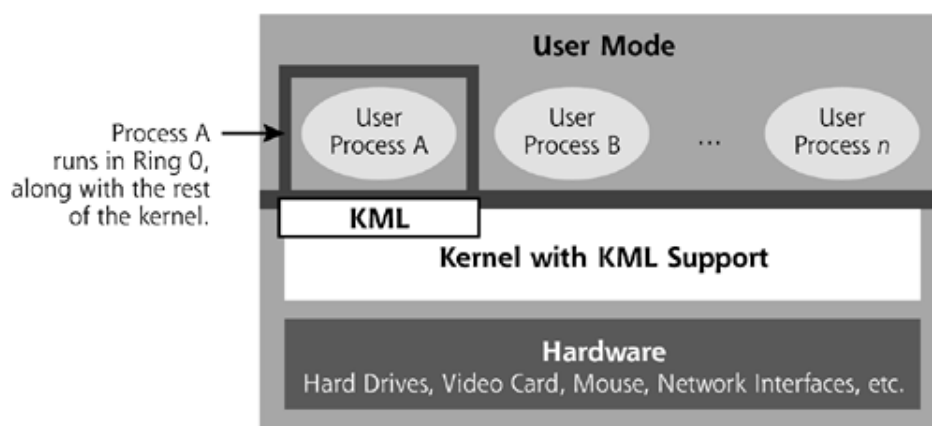 User Mode
Process A
runs in Ring 0,
along with the rest
of the kernel.
User
Process A
User
Process B
...
User
Process n
KML
Kernel with KML Support
Hardware
Hard Drives, Video Card, Mouse, Network Interfaces, etc.